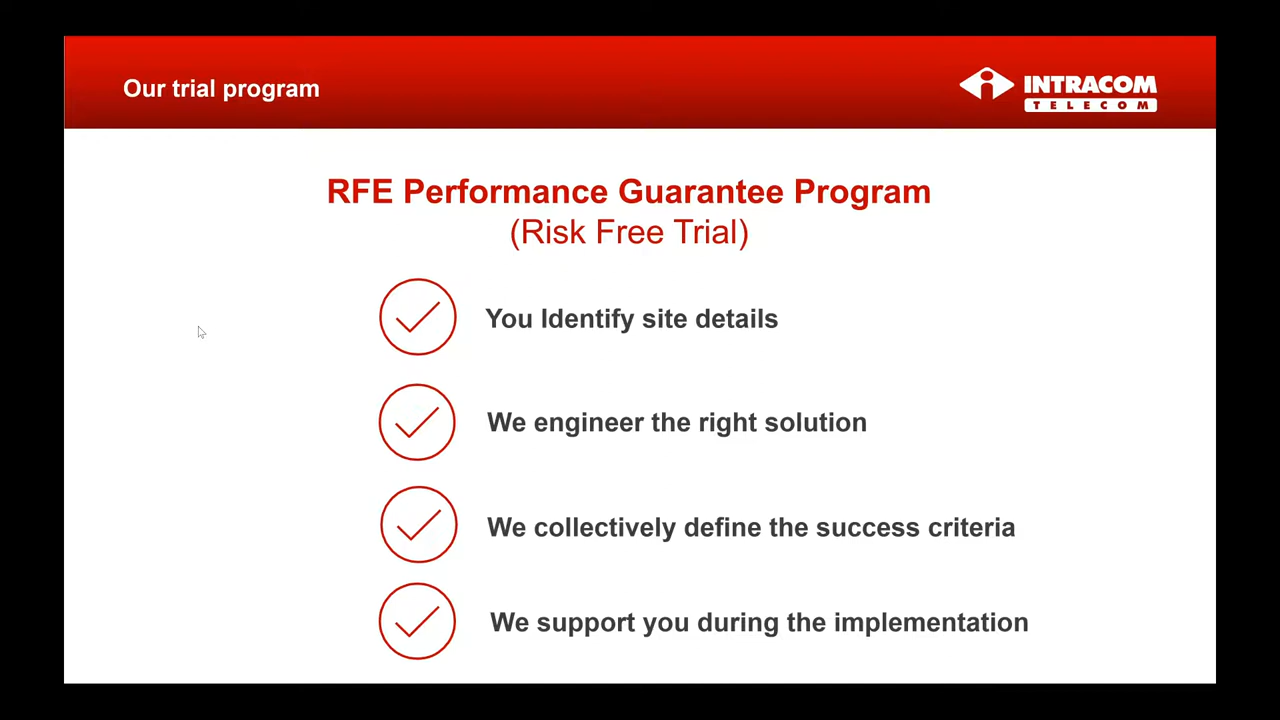 Our trial program
INTRACOM
TELECOM
RFE Performance Guarantee Program
(Risk Free Trial)
You Identify site details
We engineer the right solution
We collectively define the success criteria
We support you during the implementation